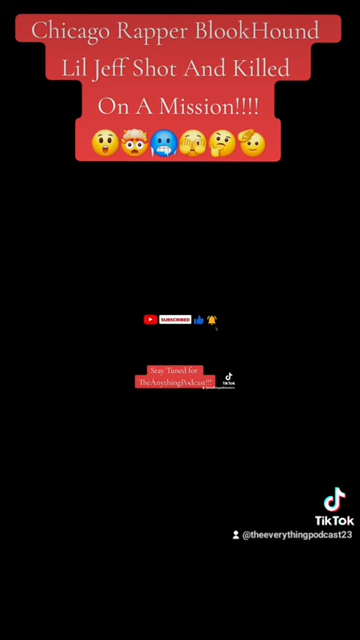 Chicago Rapper BlookHound
Lil Jeff Shot And Killed
On A Mission!!!!
😲🤯🥶🫣🤔🫡
SUBSCRIBED
Stay Tuned for
TheAnythingPodcast!!!
TikTok
TikTok
@theeverythingpodcast23